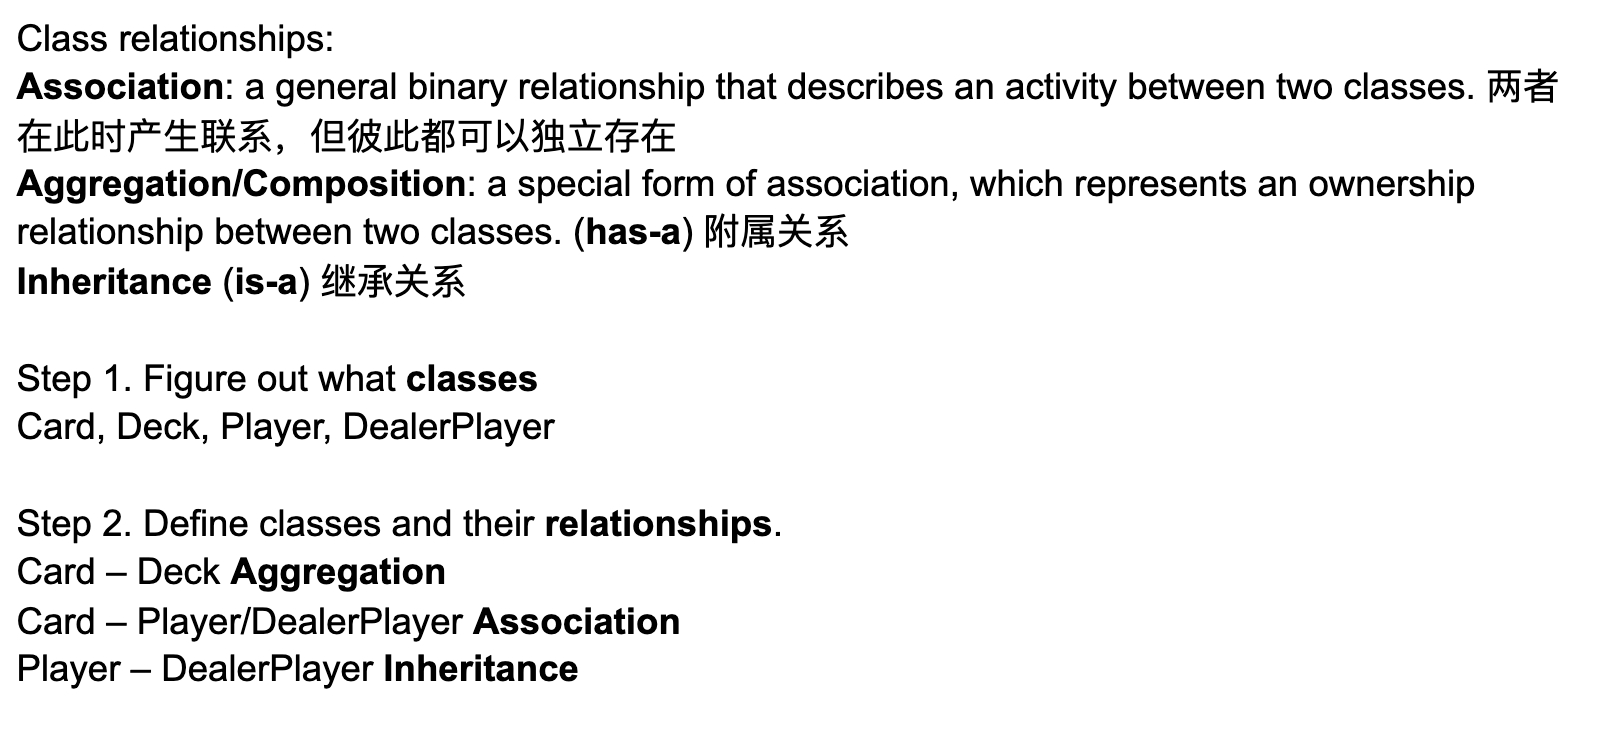 Class relationships:
Association: a general binary relationship that describes an activity between two classes. 两者
在此时产生联系，但彼此都可以独立存在
Aggregation/Composition: a special form of association, which represents an ownership
relationship between two classes. (has-a) 附属关系
Inheritance (is-a) 继承关系
Step 1. Figure out what classes
Card, Deck, Player, DealerPlayer
Step 2. Define classes and their relationships.
Card – Deck Aggregation
Card – Player/DealerPlayer Association
Player – DealerPlayer Inheritance